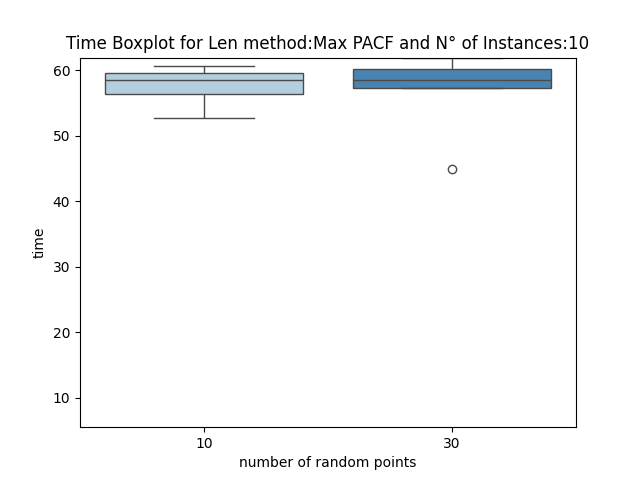 Time Boxplot for Len method:Max PACF and N° of Instances:10
60
50
40
30
20
10
time
10 30
number of random points